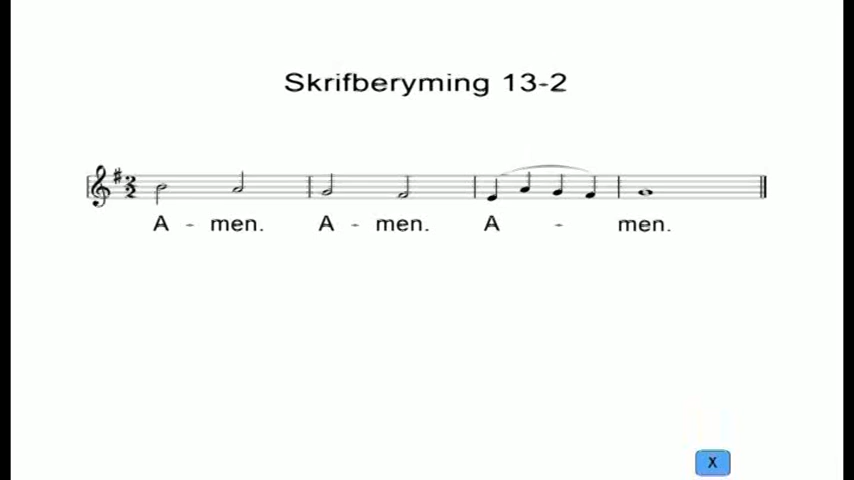 Skrifberyming 13-2
A - men. A - men. A - men.
X